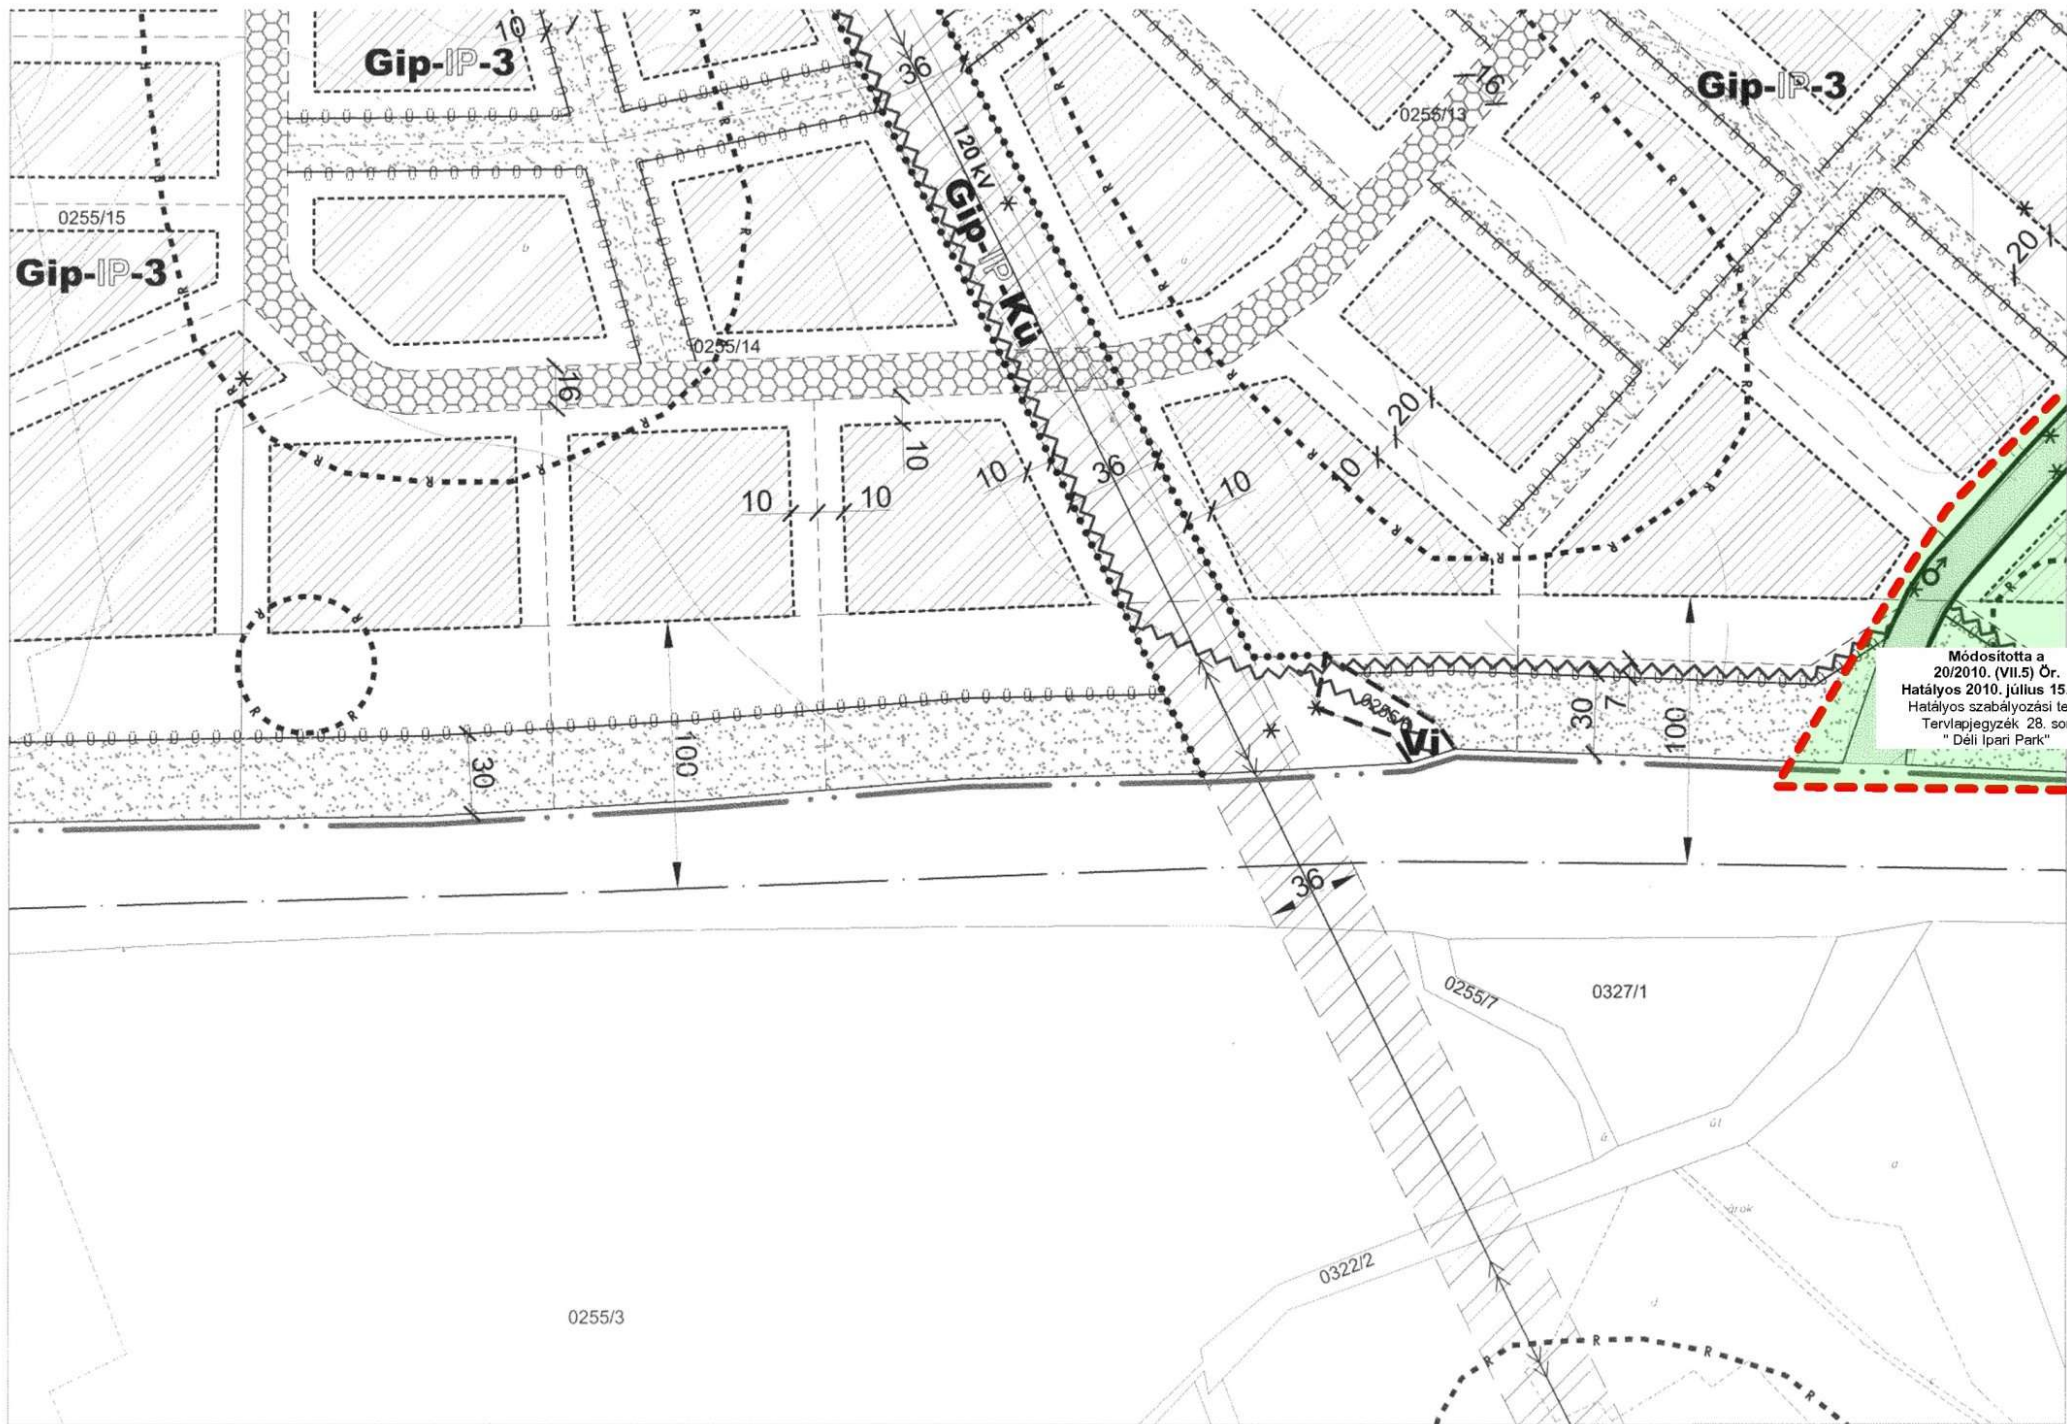 10
Gip-IP-3
36
16
Gip-IP-3
0255/13
120 kV
0255/15
Gip-IP-Kü
20
Gip-IP-3
b
a
0255/14
16
10
20
10
10
10
10
36
10
30
100
30
7
100
Vi
Módosította a
20/2010. (VII.5) Ör.
Hatályos 2010. július 15.
Hatályos szabályozási te
Tervlapjegyzék 28. so
" Déli Ipari Park"
36
0255/7
0327/1
út
a
árok
0322/2
d
0255/3
R
R
R
R